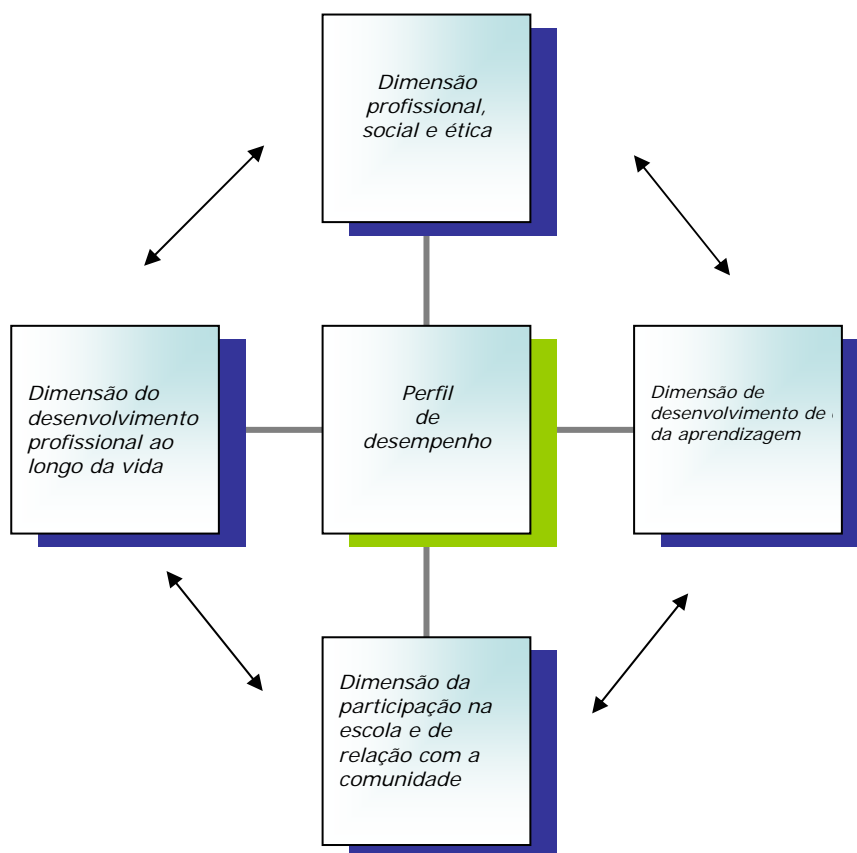 Dimensão
profissional,
social e ética
Dimensão do
desenvolvimento
profissional ao
longo da vida
Perfil
de
desempenho
Dimensão de
desenvolvimento de
da aprendizagem
Dimensão da
participação na
escola e de
relação com a
comunidade